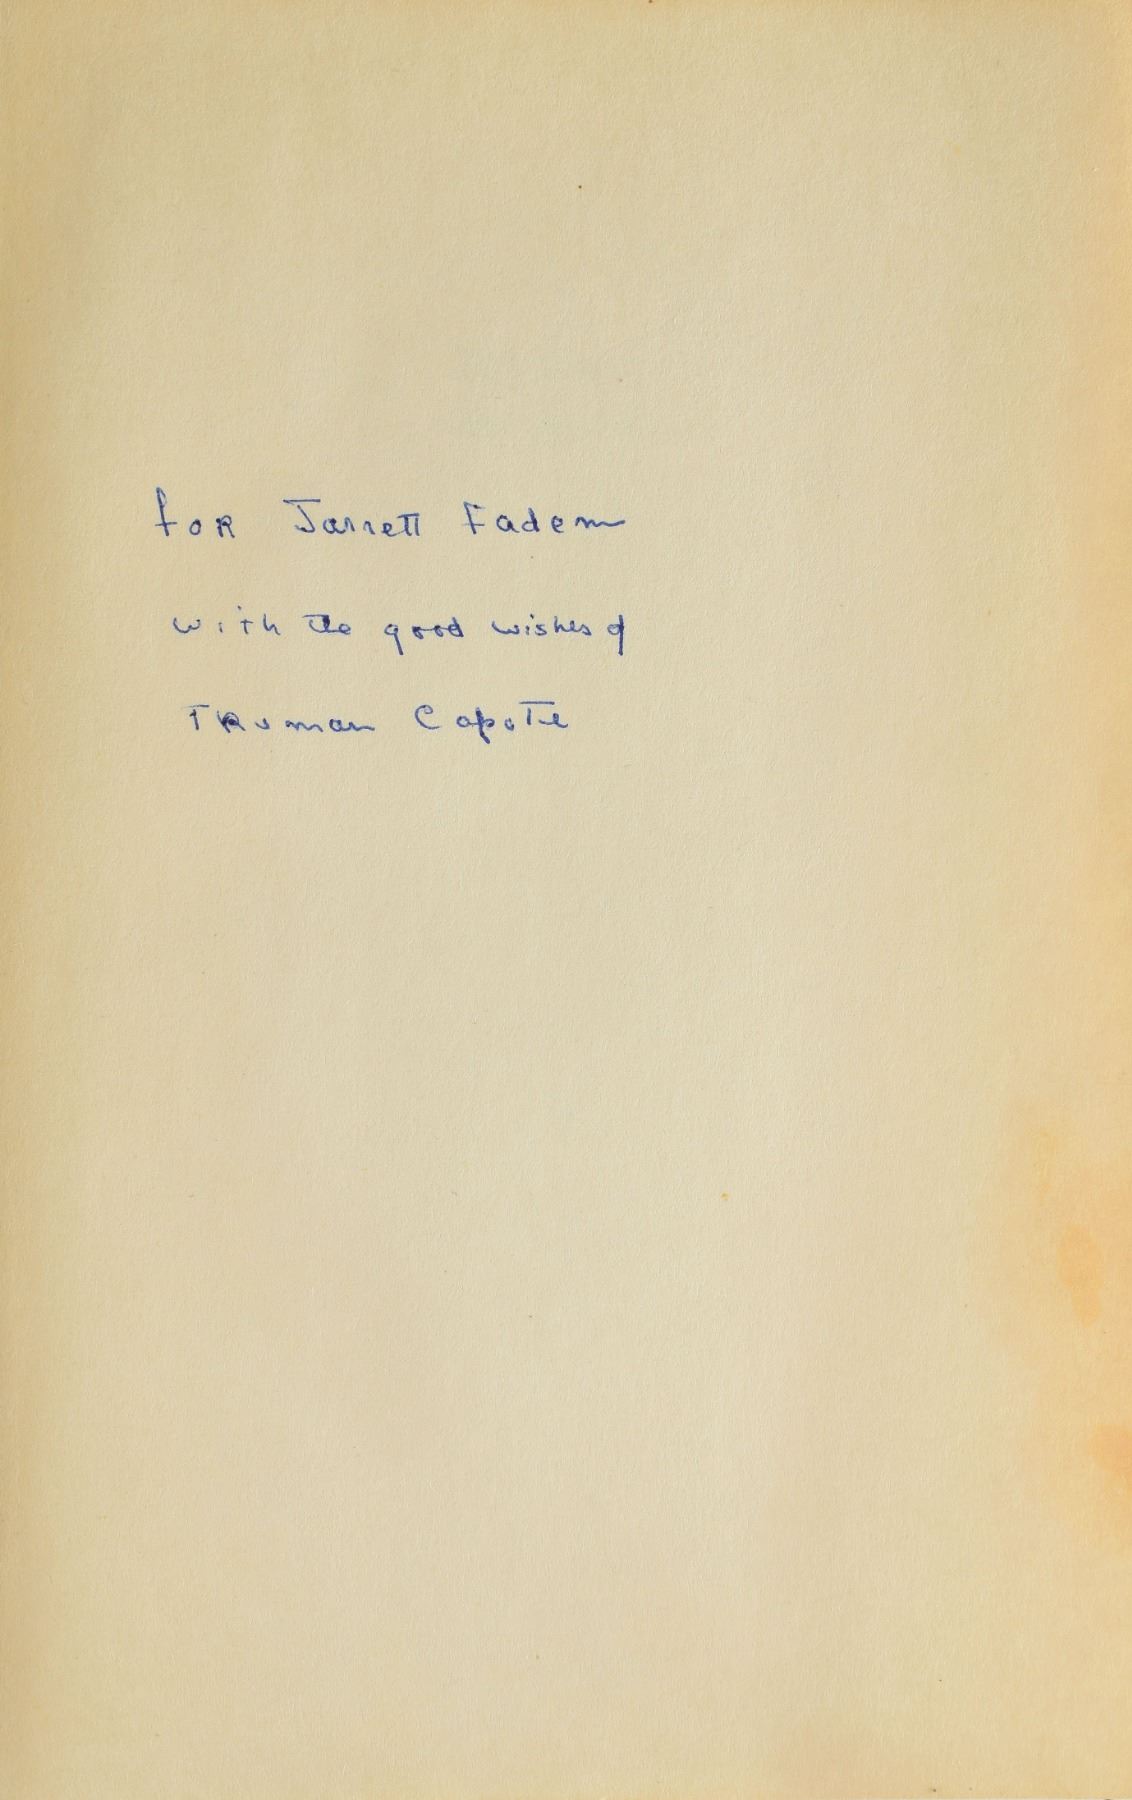 foR Jarrett Fadem
with the good wishes of
TRuman Capote